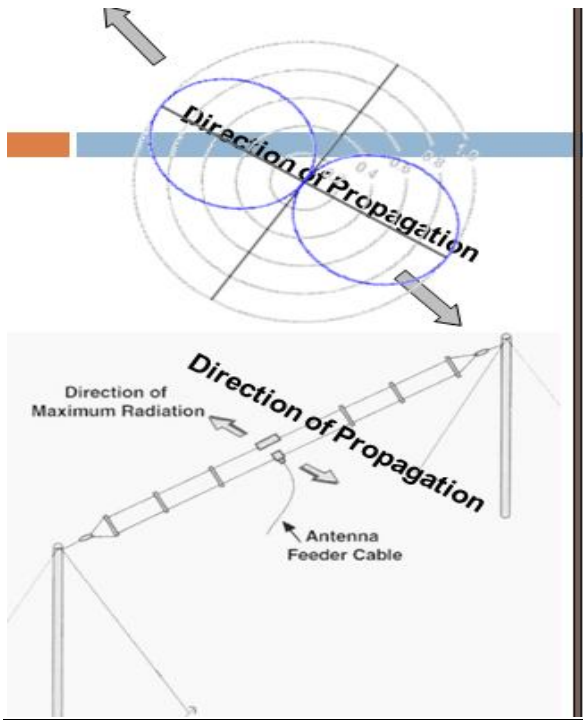 Direction of Propagation
0.4
0.6
0.8
1.0
Direction of Propagation
Direction of
Maximum Radiation
Antenna
Feeder Cable